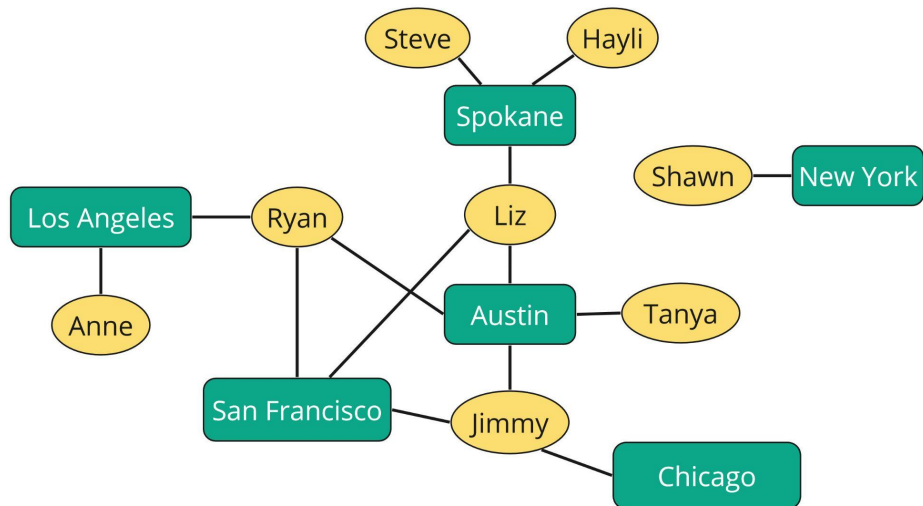 Steve
Hayli
Spokane
Shawn
New York
Los Angeles
Ryan
Liz
Anne
Austin
Tanya
San Francisco
Jimmy
Chicago